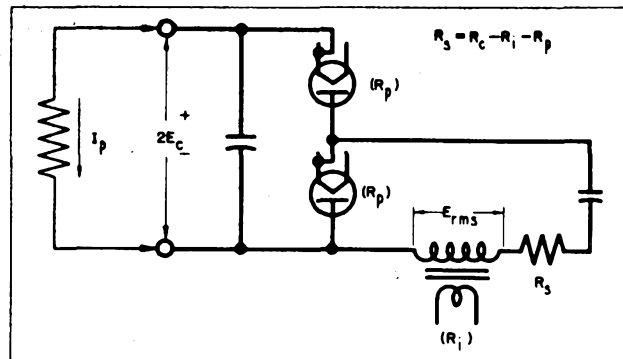 R_s = R_c – R_i – R_p
(R_p)
I_p
+
2E_c
–
(R_p)
E_rms
R_s
(R_i)